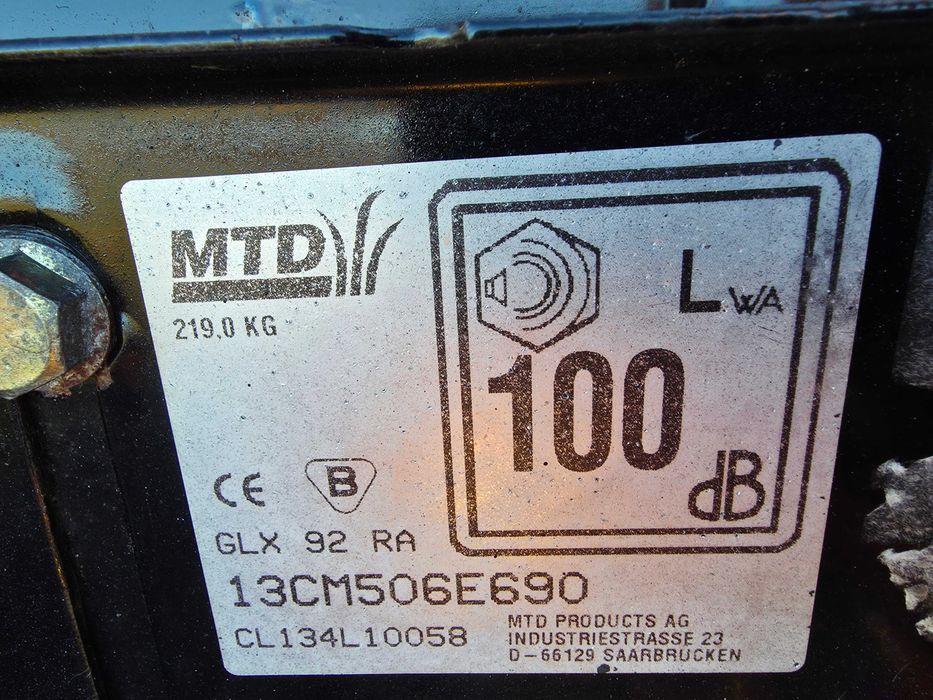 MTD
219,0 KG
LWA
100
dB
CE
B
GLX 92 RA
13CM506E690
CL134L10058
MTD PRODUCTS AG
INDUSTRIESTRASSE 23
D-66129 SAARBRUCKEN